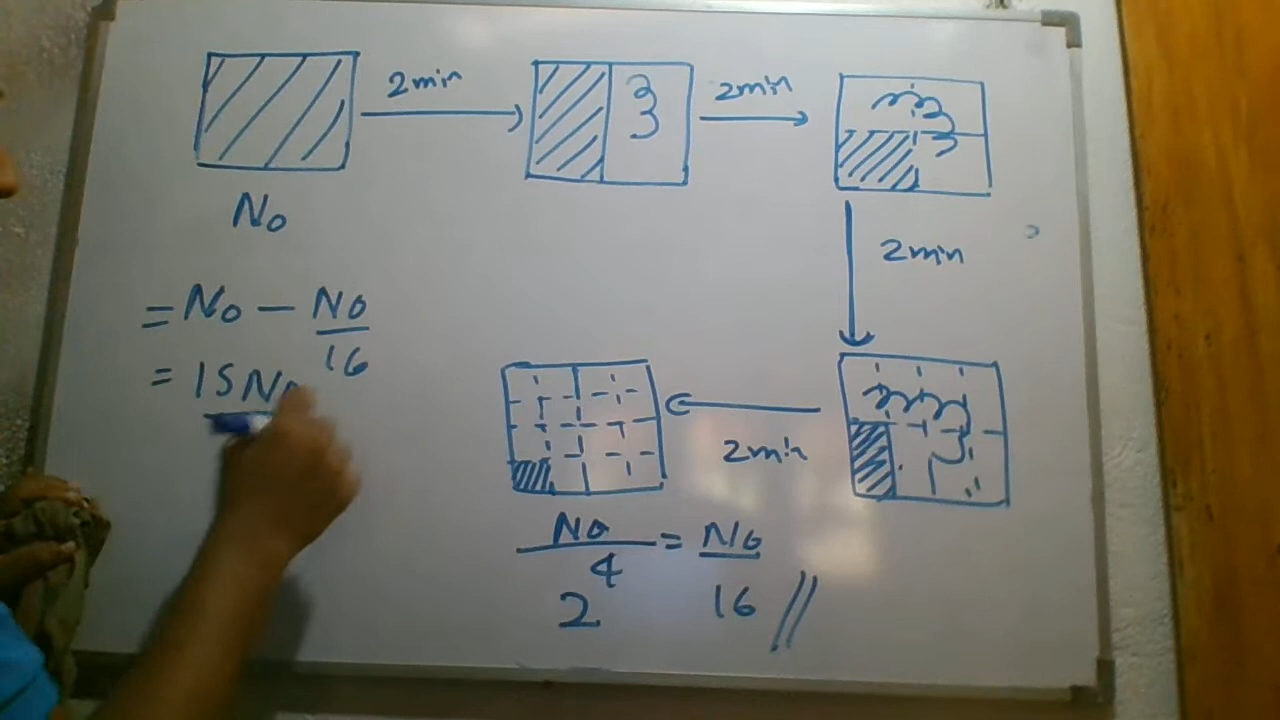 2min
2min
No
2min
= No — No
16
= 15No
2min
No = No
2^4 16 //